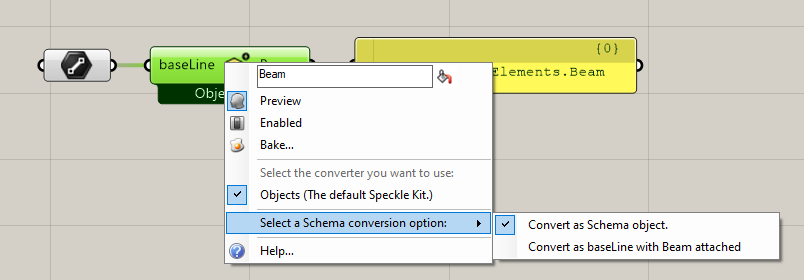 baseLine
{0}
Elements.Beam
Beam
Preview
Enabled
Bake...
Select the converter you want to use:
Objects (The default Speckle Kit.)
Select a Schema conversion option:
Help...
Convert as Schema object.
Convert as baseLine with Beam attached